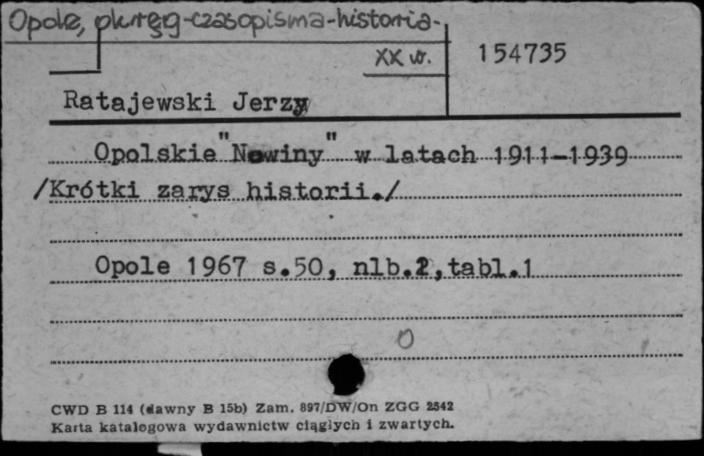 Opole, okręg-czasopisma-historia-
XX w.
154735
Ratajewski Jerzy
Opolskie "Nowiny" w latach 1911-1939
/Krótki zarys historii./
Opole 1967 s.50, nlb.2, tabl.1
O
CWD B 114 (dawny B 15b) Zam. 897/DW/On ZGG 2542
Karta katalogowa wydawnictw ciągłych i zwartych.